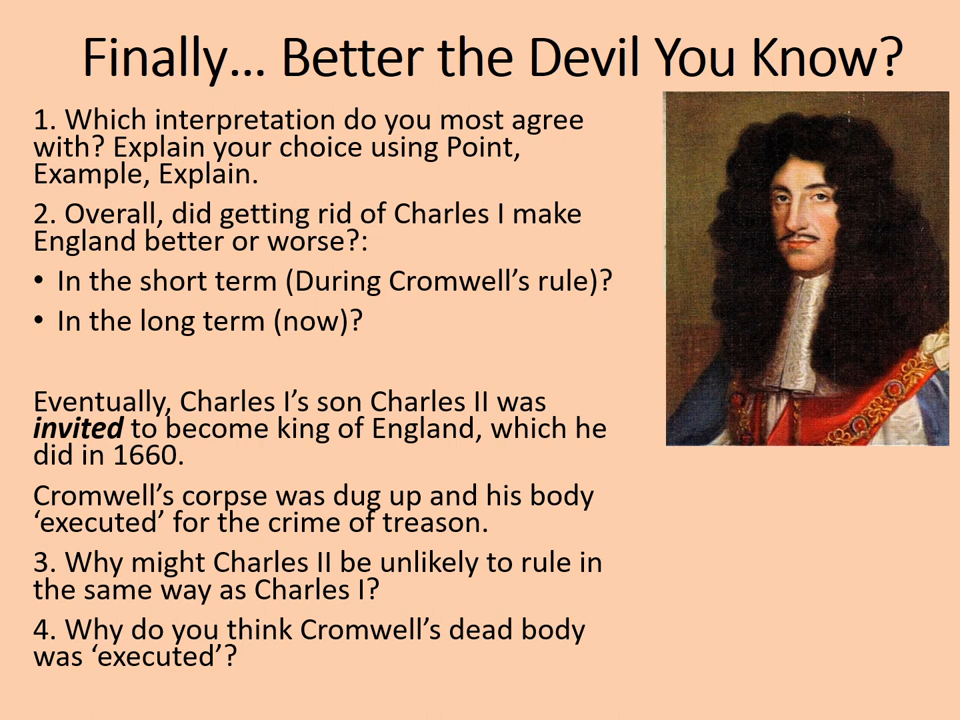 Finally… Better the Devil You Know?
1. Which interpretation do you most agree
with? Explain your choice using Point,
Example, Explain.
2. Overall, did getting rid of Charles I make
England better or worse?:
• In the short term (During Cromwell’s rule)?
• In the long term (now)?
Eventually, Charles I’s son Charles II was
invited to become king of England, which he
did in 1660.
Cromwell’s corpse was dug up and his body
‘executed’ for the crime of treason.
3. Why might Charles II be unlikely to rule in
the same way as Charles I?
4. Why do you think Cromwell’s dead body
was ‘executed’?